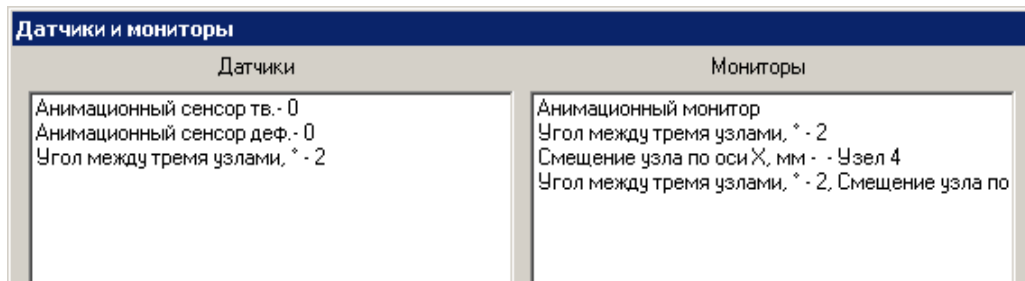 Датчики и мониторы
Датчики
Мониторы
Анимационный сенсор тв.- 0
Анимационный сенсор деф.- 0
Угол между тремя узлами, ° - 2
Анимационный монитор
Угол между тремя узлами, ° - 2
Смещение узла по оси X, мм - - Узел 4
Угол между тремя узлами, ° - 2, Смещение узла по